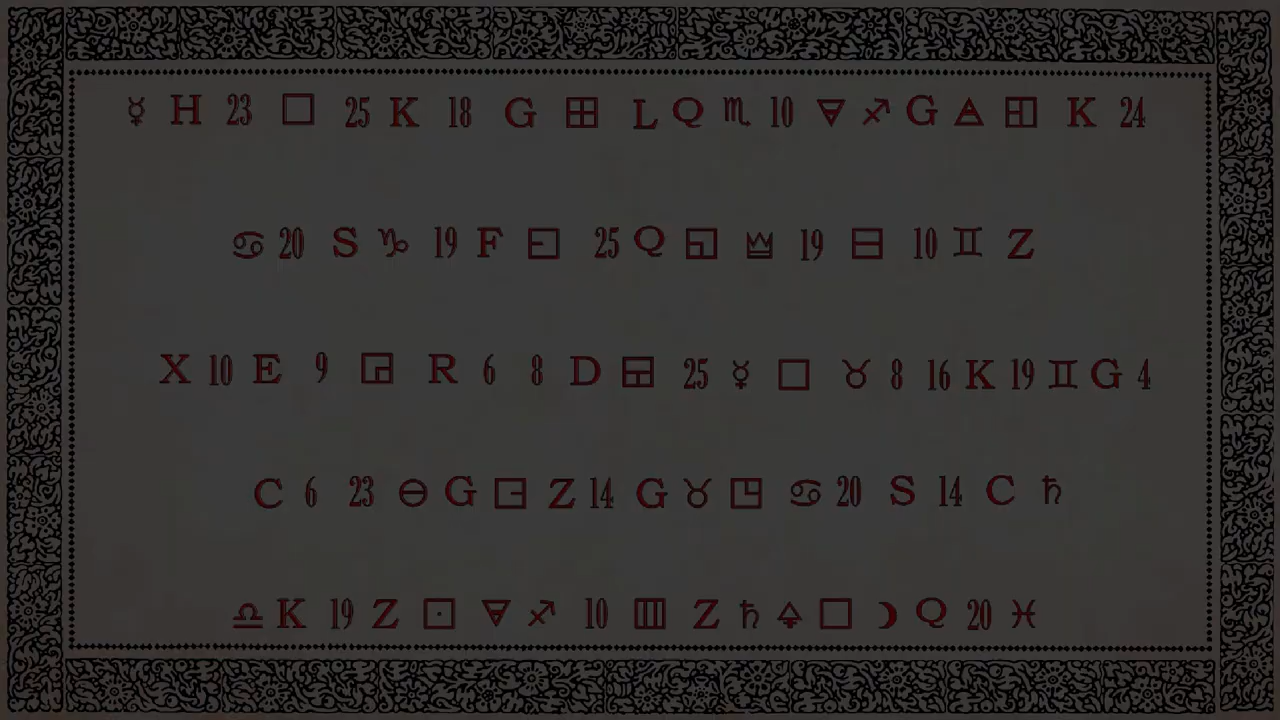 ☿ H 23 □ 25 K 18 G ⊞ L Q ♏ 10 🜃 ♐ G 🜁 ◫ K 24
♋ 20 S ♑ 19 F ⊡ 25 Q ◱ 19 ⊟ 10 ♊ Z
X 10 E 9 ◲ R 6 8 D 25 ☿ □ ♉ 8 16 K 19 ♊ G 4
C 6 23 ⊖ G Z 14 G ♉ ◳ ♋ 20 S 14 C ♄
♎ K 19 Z ⊡ 🜃 ♐ 10 ▥ Z ♄ □ ☽ Q 20 ♓